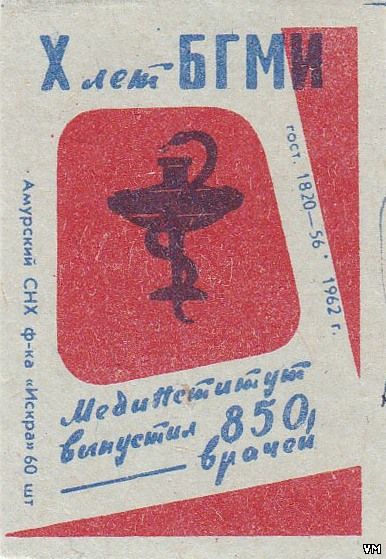 X лет БГМИ
гост. 1820—56* 1962 г.
Амурский СНХ ф-ка «Искра» 60 шт
Мединститут
выпустил 850
врачей
VM